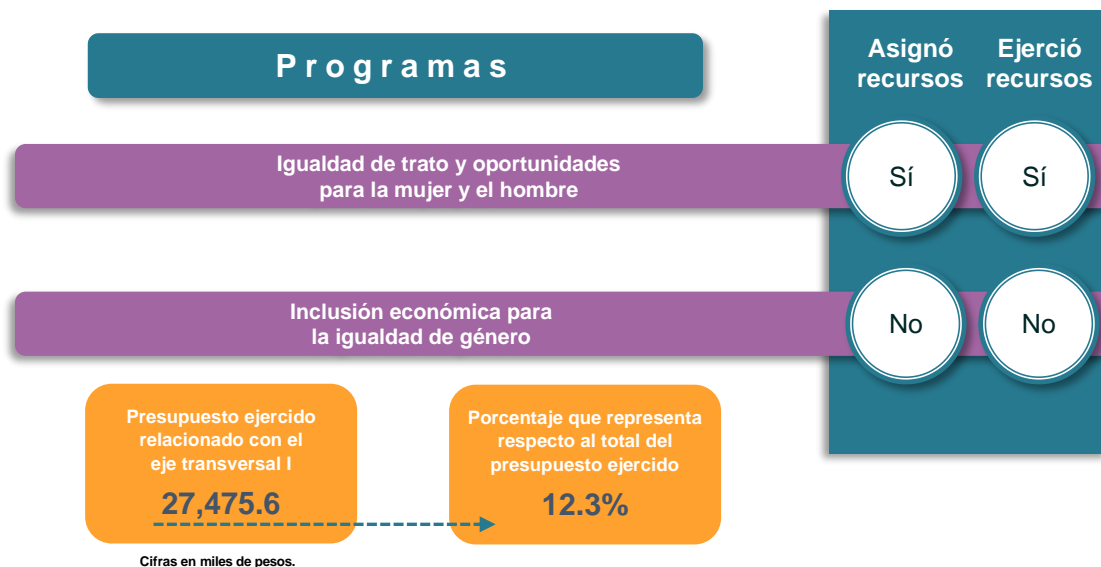 Programas
Asignó
recursos
Ejerció
recursos
Igualdad de trato y oportunidades
para la mujer y el hombre
Sí
Sí
Inclusión económica para
la igualdad de género
No
No
Presupuesto ejercido
relacionado con el
eje transversal I
27,475.6
Porcentaje que representa
respecto al total del
presupuesto ejercido
12.3%
Cifras en miles de pesos.